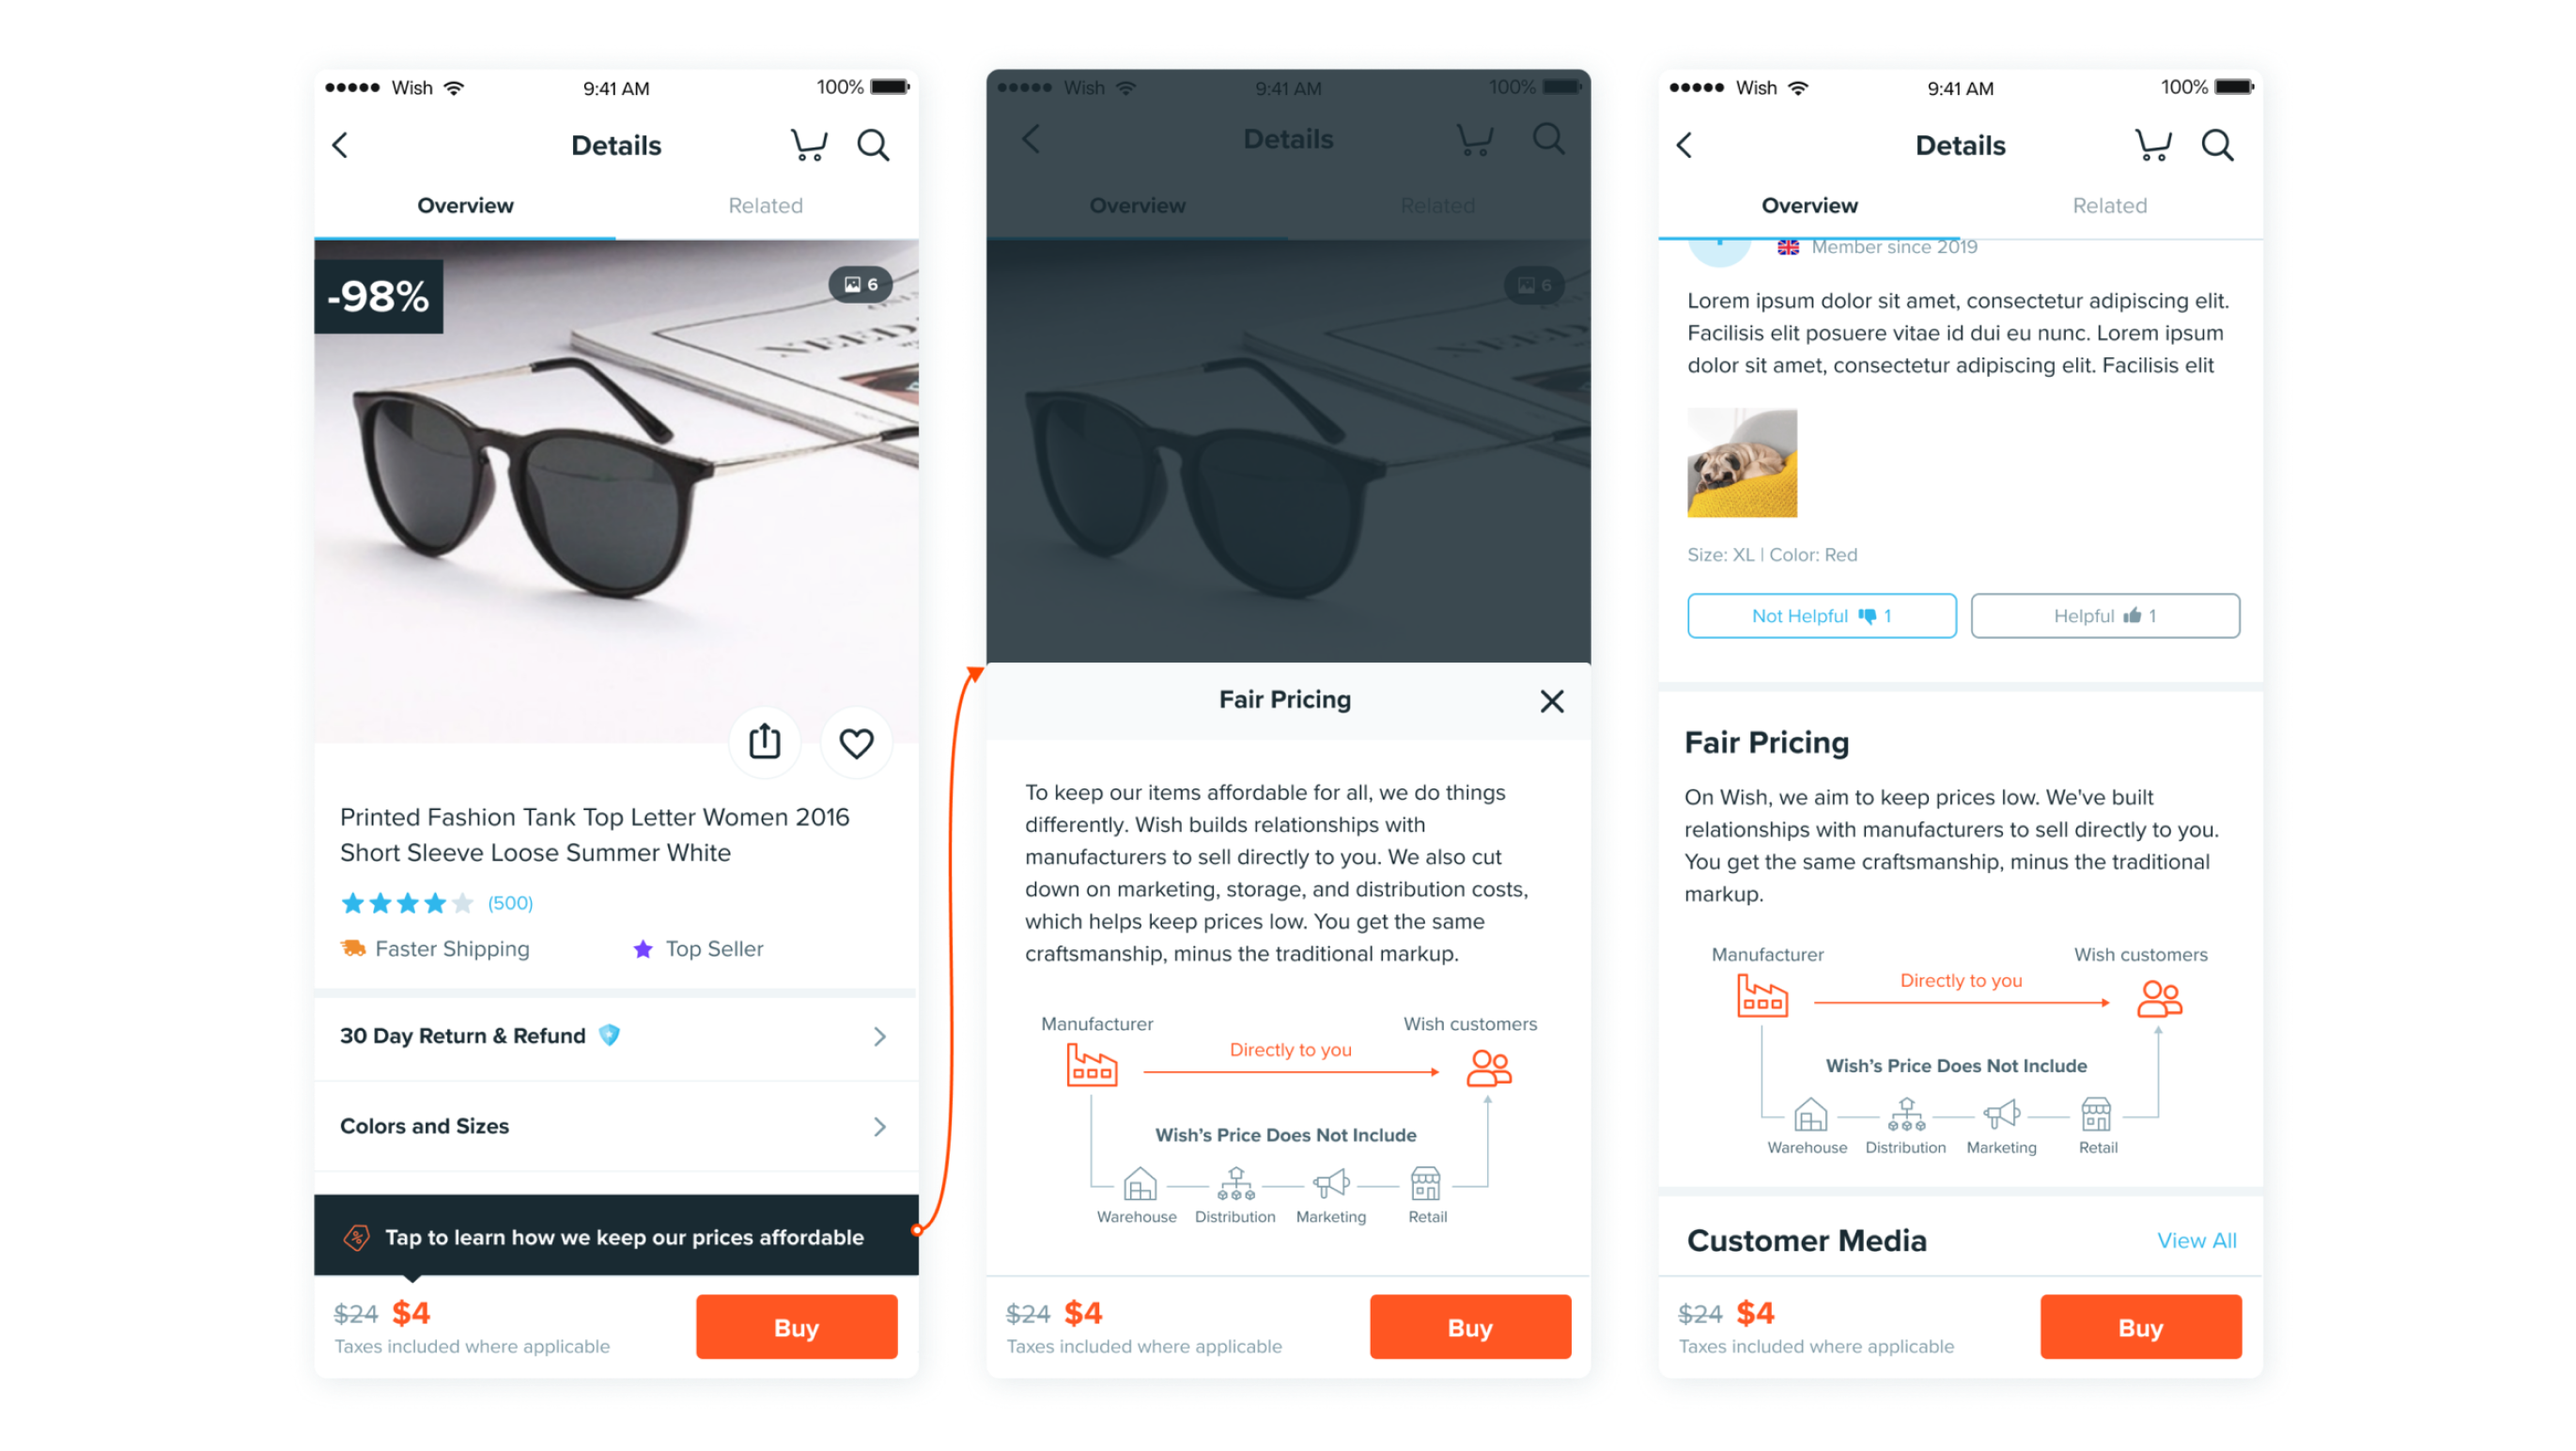 Wish
9:41 AM
100%
Details
Overview
Related
-98%
6
NEED
Printed Fashion Tank Top Letter Women 2016
Short Sleeve Loose Summer White
(500)
Faster Shipping
Top Seller
30 Day Return & Refund
Colors and Sizes
Tap to learn how we keep our prices affordable
$24 $4
Taxes included where applicable
Buy
Wish
9:41 AM
100%
Details
Overview
Related
6
Fair Pricing
To keep our items affordable for all, we do things
differently. Wish builds relationships with
manufacturers to sell directly to you. We also cut
down on marketing, storage, and distribution costs,
which helps keep prices low. You get the same
craftsmanship, minus the traditional markup.
Manufacturer
Wish customers
Directly to you
Wish's Price Does Not Include
Warehouse
Distribution
Marketing
Retail
$24 $4
Taxes included where applicable
Buy
Wish
9:41 AM
100%
Details
Overview
Related
Member since 2019
Lorem ipsum dolor sit amet, consectetur adipiscing elit.
Facilisis elit posuere vitae id dui eu nunc. Lorem ipsum
dolor sit amet, consectetur adipiscing elit. Facilisis elit
Size: XL | Color: Red
Not Helpful 1
Helpful 1
Fair Pricing
On Wish, we aim to keep prices low. We've built
relationships with manufacturers to sell directly to you.
You get the same craftsmanship, minus the traditional
markup.
Manufacturer
Wish customers
Directly to you
Wish's Price Does Not Include
Warehouse
Distribution
Marketing
Retail
Customer Media
View All
$24 $4
Taxes included where applicable
Buy